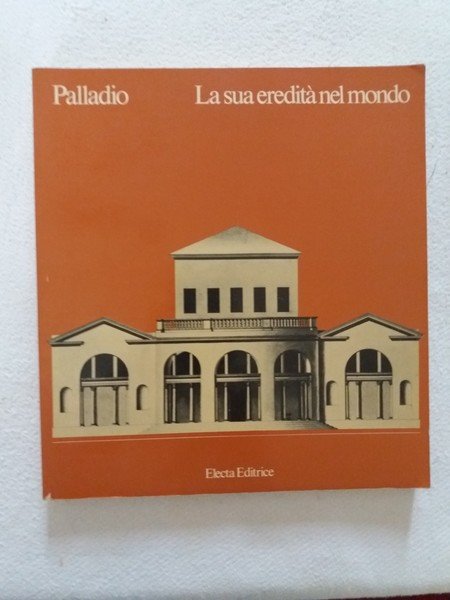 Palladio La sua eredità nel mondo
Electa Editrice